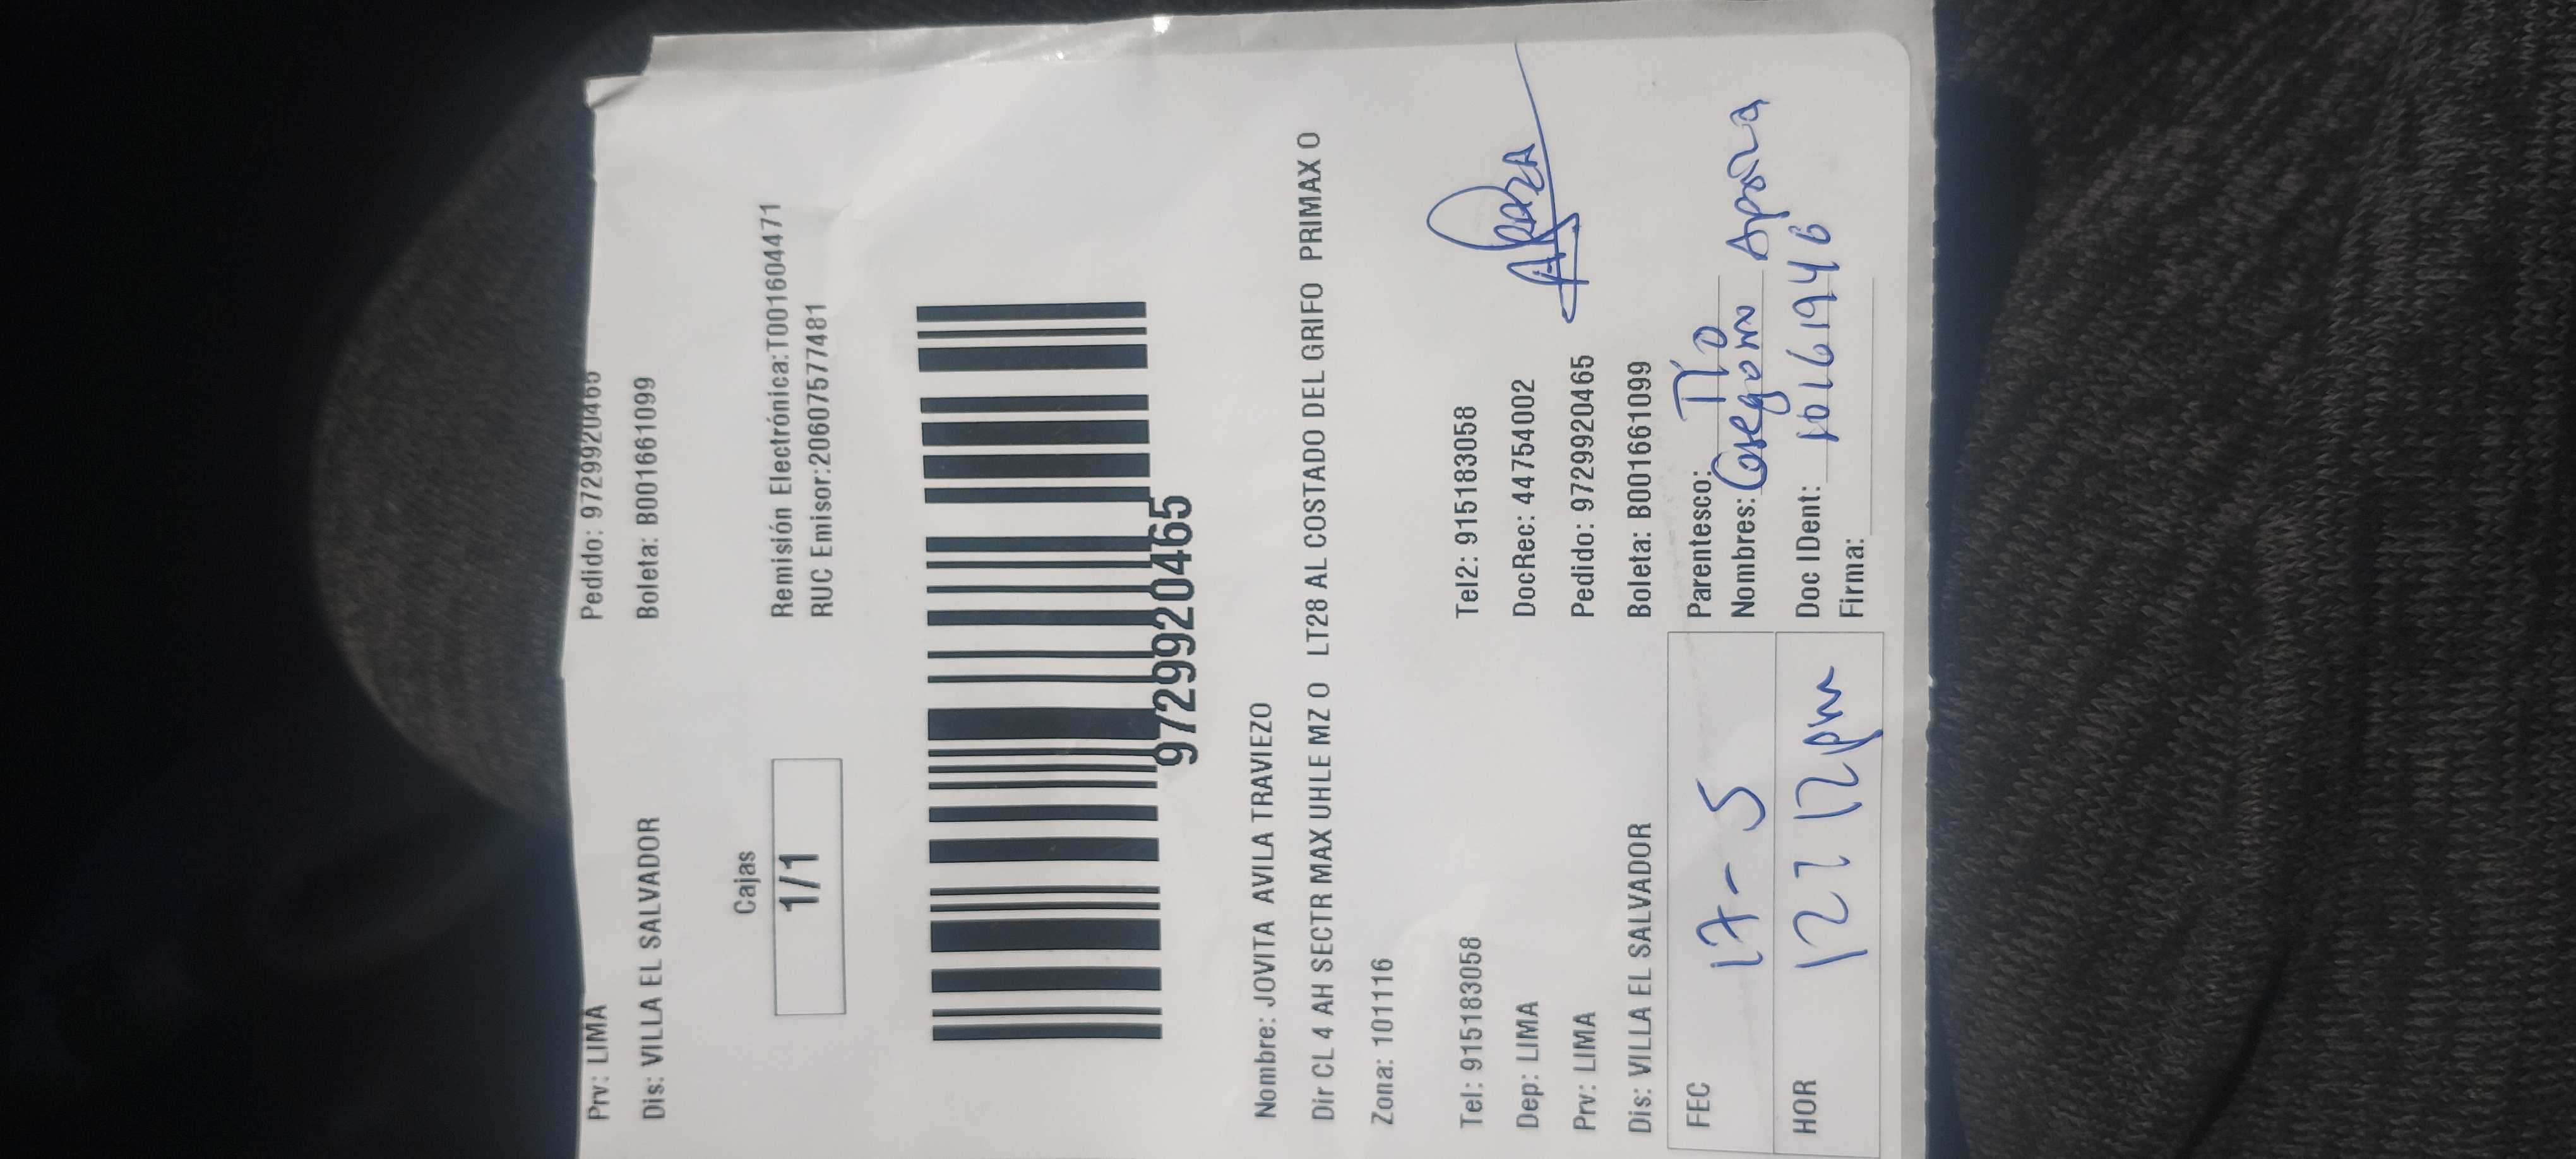 Prv: LIMA Pedido: 9729920465
Dis: VILLA EL SALVADOR Boleta: B001661099
Cajas
1/1
Remisión Electrónica:T001604471
RUC Emisor:20607577481
9729920465
Nombre: JOVITA AVILA TRAVIEZO
Dir CL 4 AH SECTR MAX UHLE MZ O LT28 AL COSTADO DEL GRIFO PRIMAX O
Zona: 101116
Tel: 915183058 Tel2: 915183058
Dep: LIMA DocRec: 44754002
Prv: LIMA Pedido: 9729920465
Dis: VILLA EL SALVADOR Boleta: B001661099
FEC 17-5
HOR 12 12pm
Parentesco: TÍO
Nombres:
Doc IDent: 10161946
Firma: